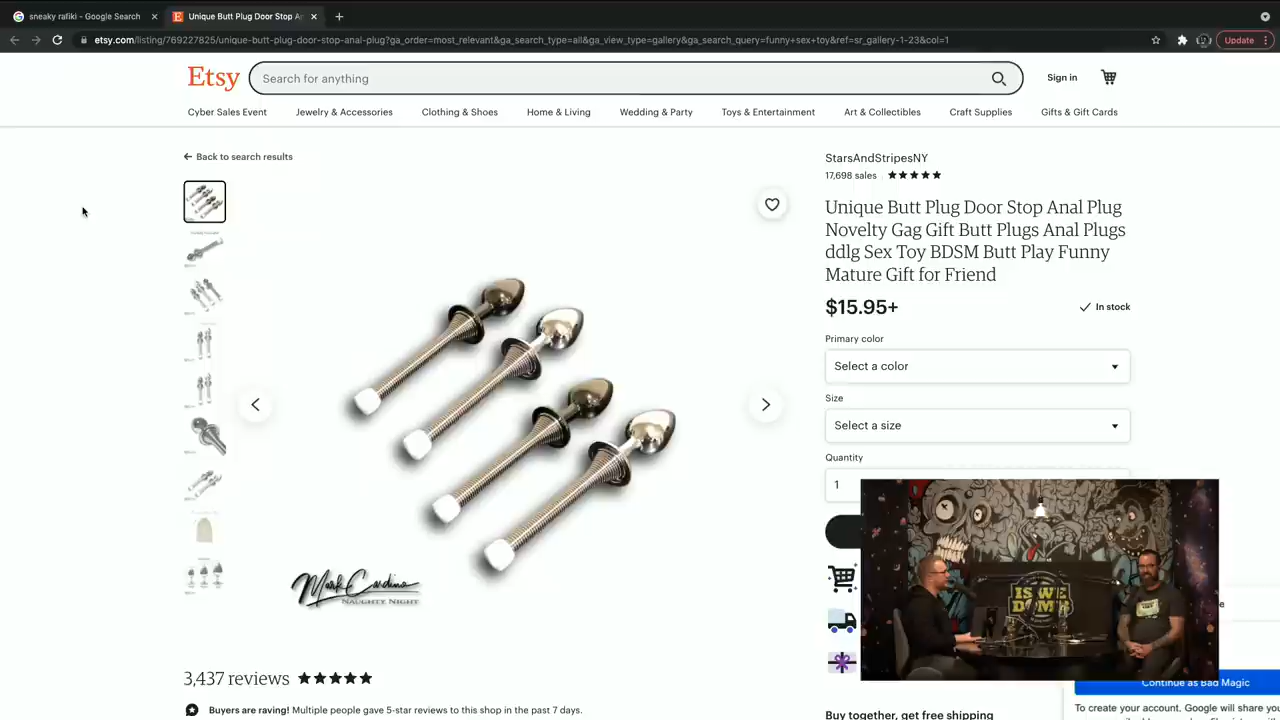 sneaky rafiki - Google Search
Unique Butt Plug Door Stop A
etsy.com/listing/769227825/unique-butt-plug-door-stop-anal-plug?ga_order=most_relevant&ga_search_type=all&ga_view_type=gallery&ga_search_query=funny+sex+toy&ref=sr_gallery-1-23&col=1
Update
Etsy
Search for anything
Sign in
Cyber Sales Event
Jewelry & Accessories
Clothing & Shoes
Home & Living
Wedding & Party
Toys & Entertainment
Art & Collectibles
Craft Supplies
Gifts & Gift Cards
Back to search results
StarsAndStripesNY
17,698 sales
Unique Butt Plug Door Stop Anal Plug
Novelty Gag Gift Butt Plugs Anal Plugs
ddlg Sex Toy BDSM Butt Play Funny
Mature Gift for Friend
$15.95+
In stock
Primary color
Select a color
Size
Select a size
Quantity
1
Mark Cardino
NAUGHTY NIGHT
IS WE
DUMB
3,437 reviews
Buyers are raving! Multiple people gave 5-star reviews to this shop in the past 7 days.
Continue as Bad Magic
To create your account, Google will share you
Buy together, get free shipping